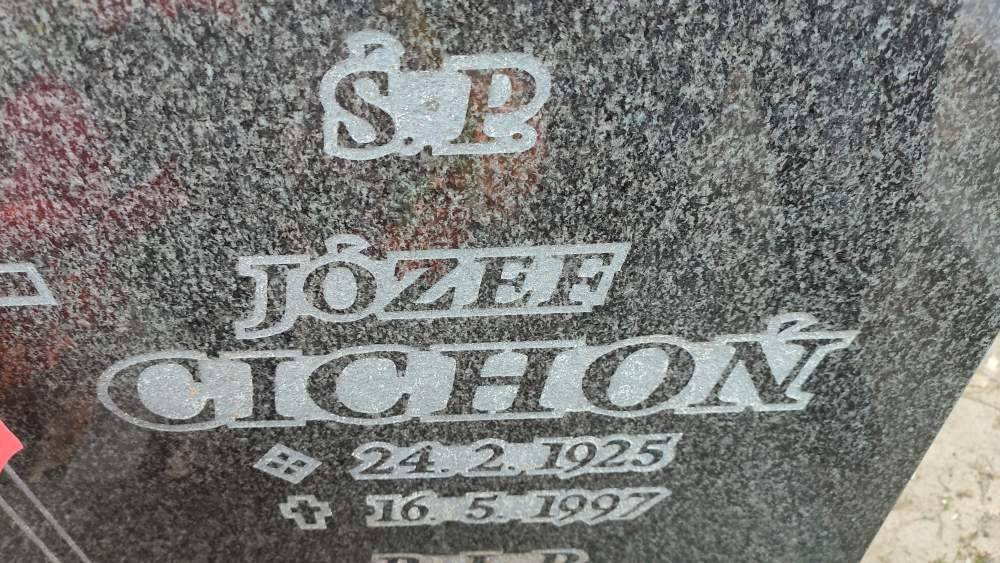 Ś. P.
JÓZEF
CICHOŃ
24. 2. 1925
16. 5. 1997